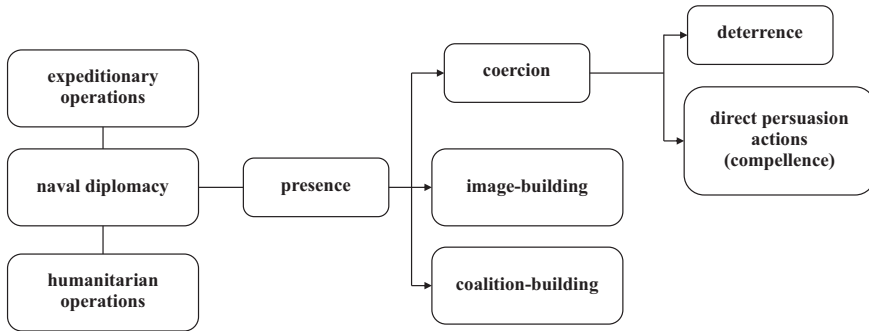 expeditionary
operations
naval diplomacy
humanitarian
operations
presence
coercion
image-building
coalition-building
deterrence
direct persuasion
actions
(compellence)